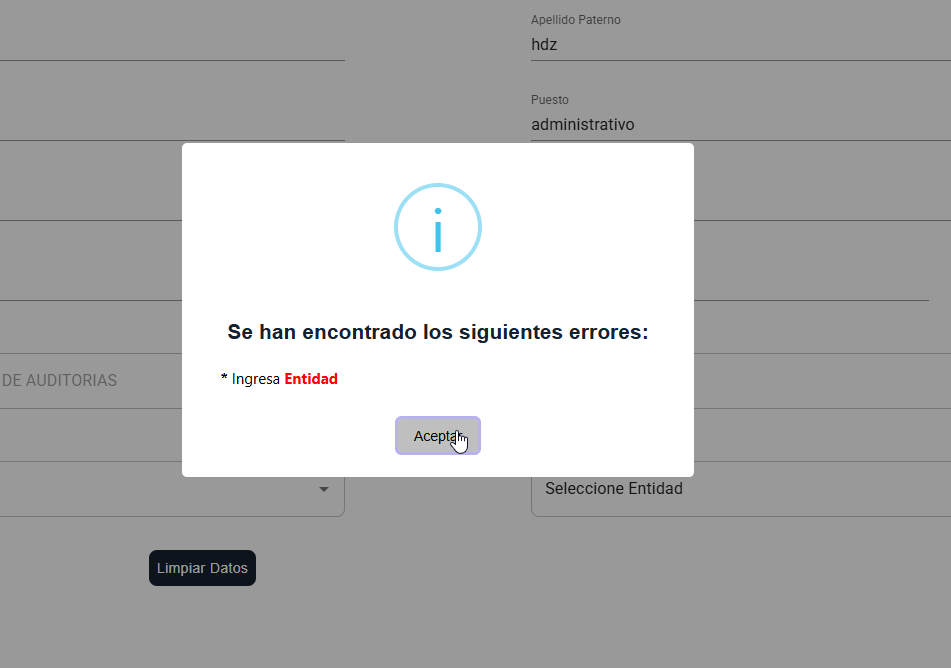 Apellido Paterno
hdz
Puesto
administrativo
i
Se han encontrado los siguientes errores:
* Ingresa Entidad
DE AUDITORIAS
Aceptar
Seleccione Entidad
Limpiar Datos